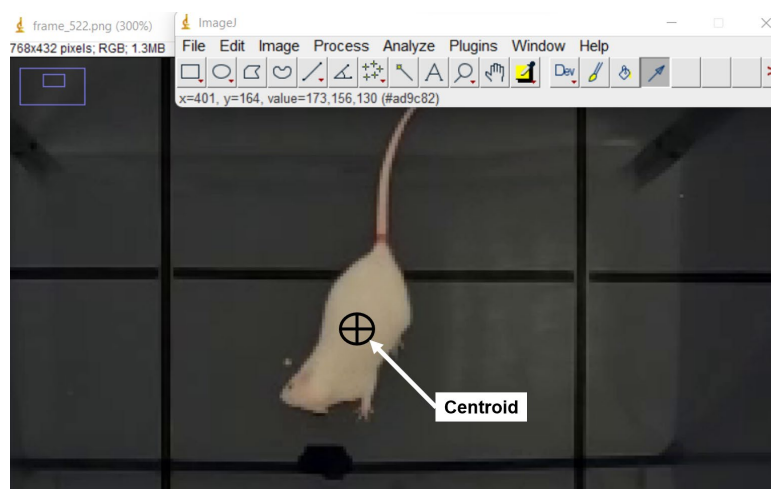 frame_522.png (300%)
768x432 pixels; RGB; 1.3MB
ImageJ
File Edit Image Process Analyze Plugins Window Help
A Dev
x=401, y=164, value=173,156,130 (#ad9c82)
Centroid